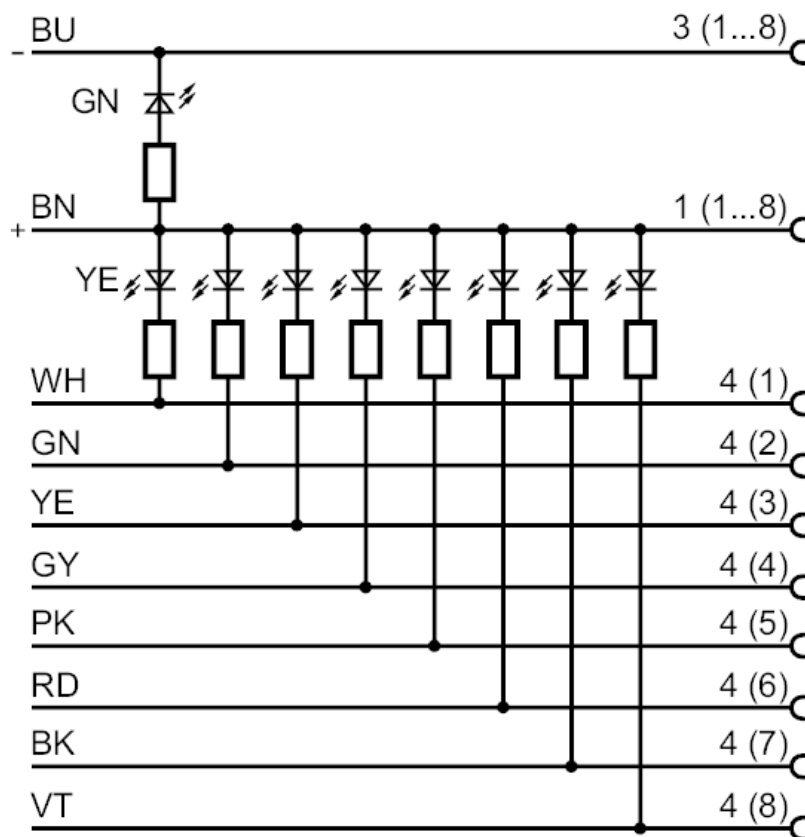 BU 3 (1...8)
-
GN
BN 1 (1...8)
+
YE
WH 4 (1)
GN 4 (2)
YE 4 (3)
GY 4 (4)
PK 4 (5)
RD 4 (6)
BK 4 (7)
VT 4 (8)